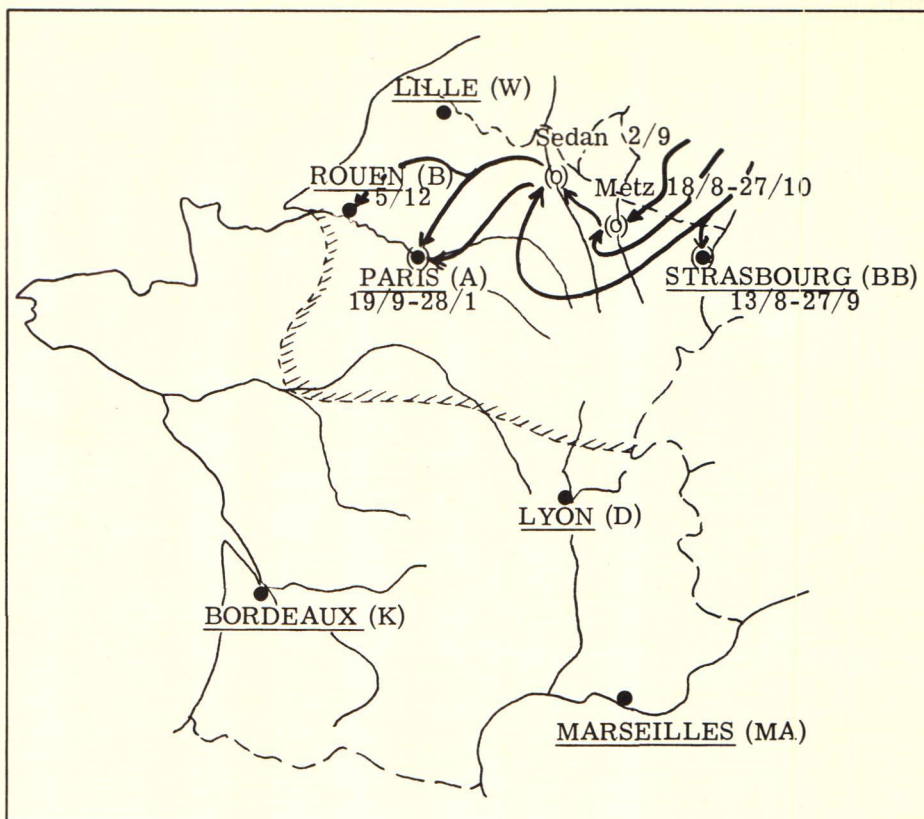 LILLE (W)
Sedan 2/9
ROUEN (B)
5/12
Metz 18/8-27/10
PARIS (A)
19/9-28/1
STRASBOURG (BB)
13/8-27/9
LYON (D)
BORDEAUX (K)
MARSEILLES (MA)